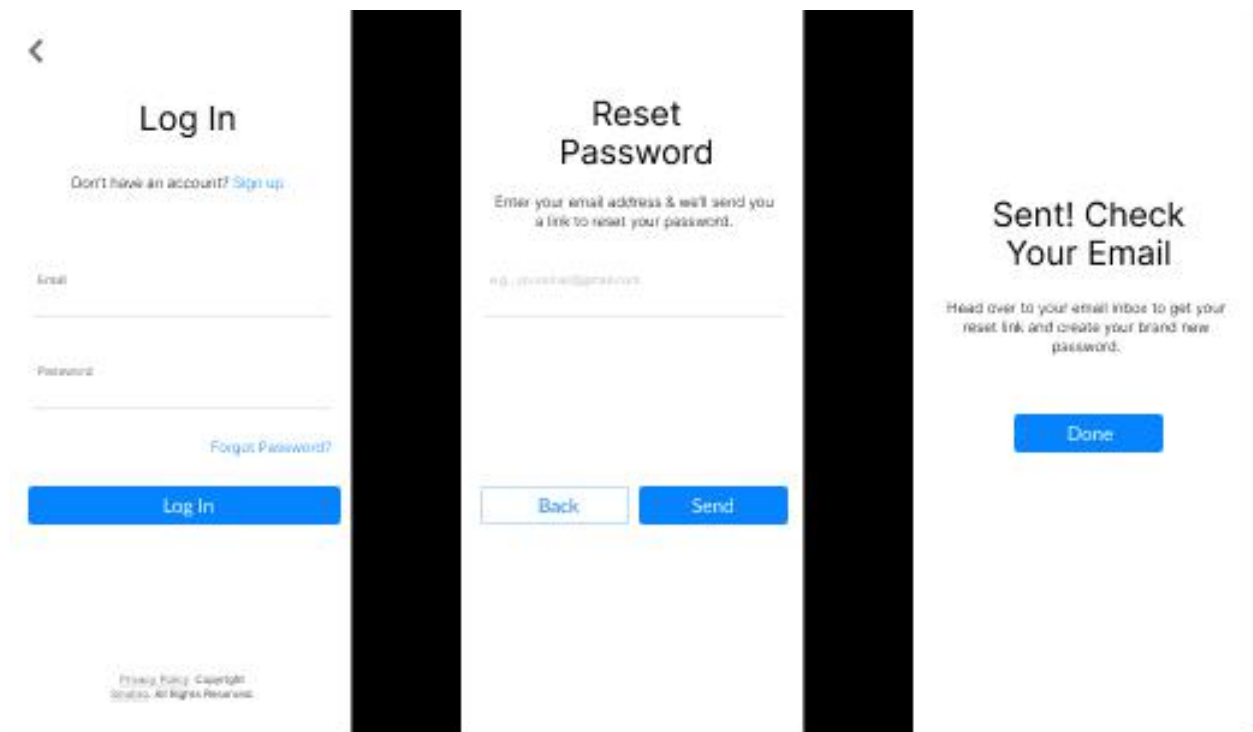 Log In
Don't have an account? Sign up
Email
Password
Forgot Password?
Log In
Privacy Policy. Copyright
All Rights Reserved.
Reset
Password
Enter your email address & we'll send you
a link to reset your password.
e.g.,
Back
Send
Sent! Check
Your Email
Head over to your email inbox to get your
reset link and create your brand new
password.
Done